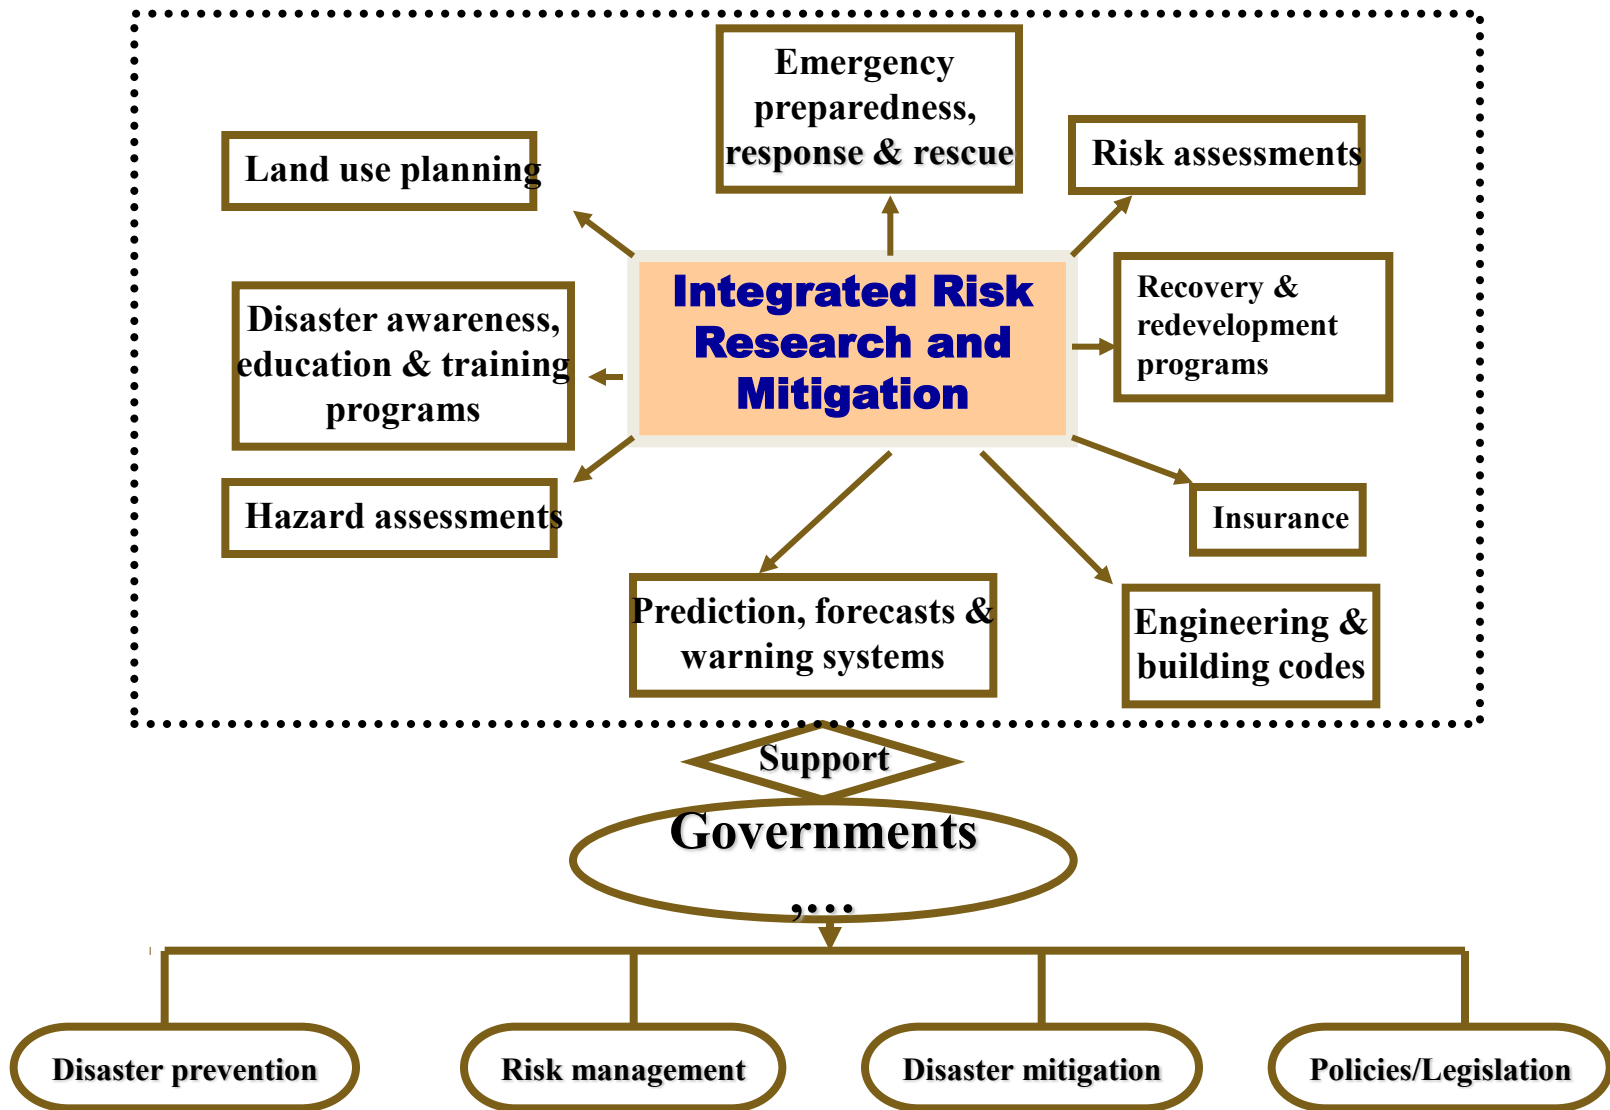 Emergency
preparedness,
response & rescue
Land use planning
Risk assessments
Integrated Risk
Research and
Mitigation
Recovery &
redevelopment
programs
Disaster awareness,
education & training
programs
Hazard assessments
Insurance
Prediction, forecasts &
warning systems
Engineering &
building codes
Support
Governments
,...
Disaster prevention
Risk management
Disaster mitigation
Policies/Legislation